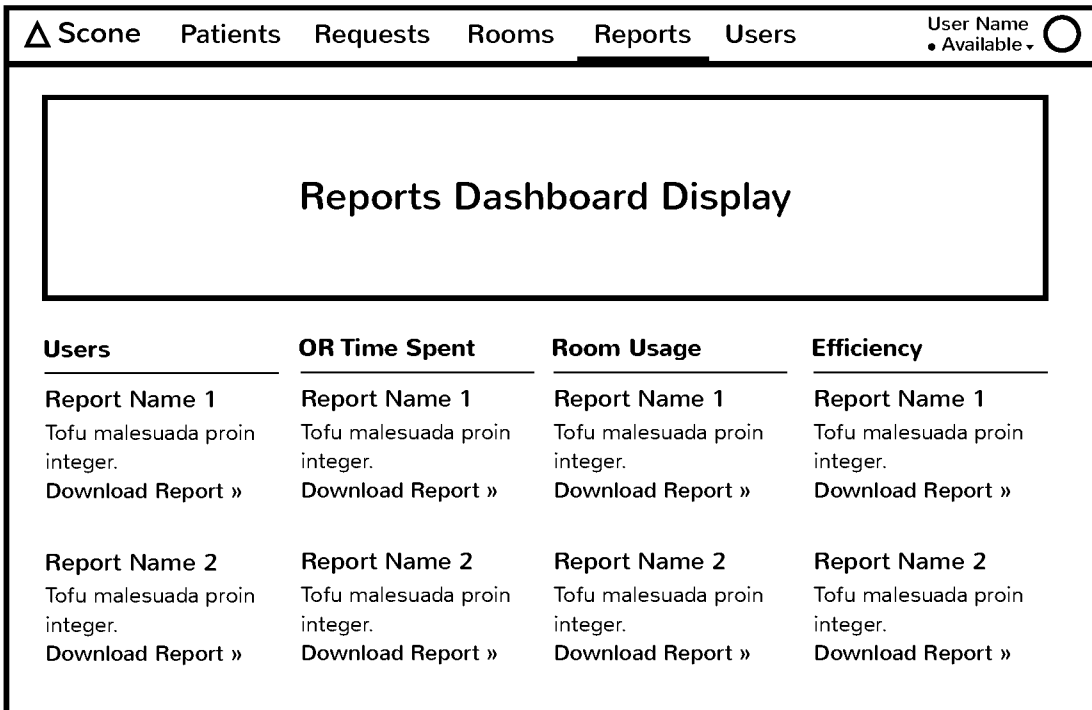 Scone Patients Requests Rooms Reports Users
User Name
• Available ▾
Reports Dashboard Display
Users
Report Name 1
Tofu malesuada proin
integer.
Download Report »
Report Name 2
Tofu malesuada proin
integer.
Download Report »
OR Time Spent
Report Name 1
Tofu malesuada proin
integer.
Download Report »
Report Name 2
Tofu malesuada proin
integer.
Download Report »
Room Usage
Report Name 1
Tofu malesuada proin
integer.
Download Report »
Report Name 2
Tofu malesuada proin
integer.
Download Report »
Efficiency
Report Name 1
Tofu malesuada proin
integer.
Download Report »
Report Name 2
Tofu malesuada proin
integer.
Download Report »